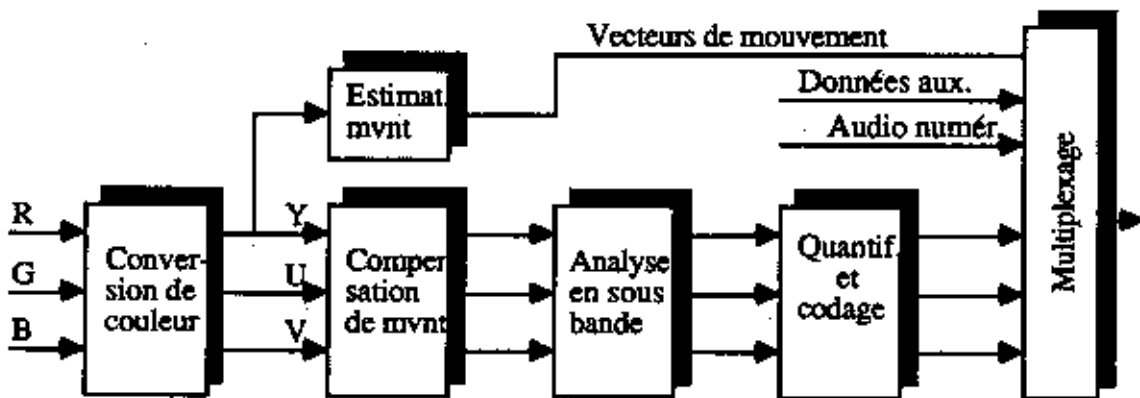 Vecteurs de mouvement
Estimat.
mvnt
Données aux.
Audio numér
Multiplexage
R
G
B
Conver-
sion de
couleur
Y
U
V
Comper
sation
de mvnt
Analyse
en sous
bande
Quantif.
et
codage